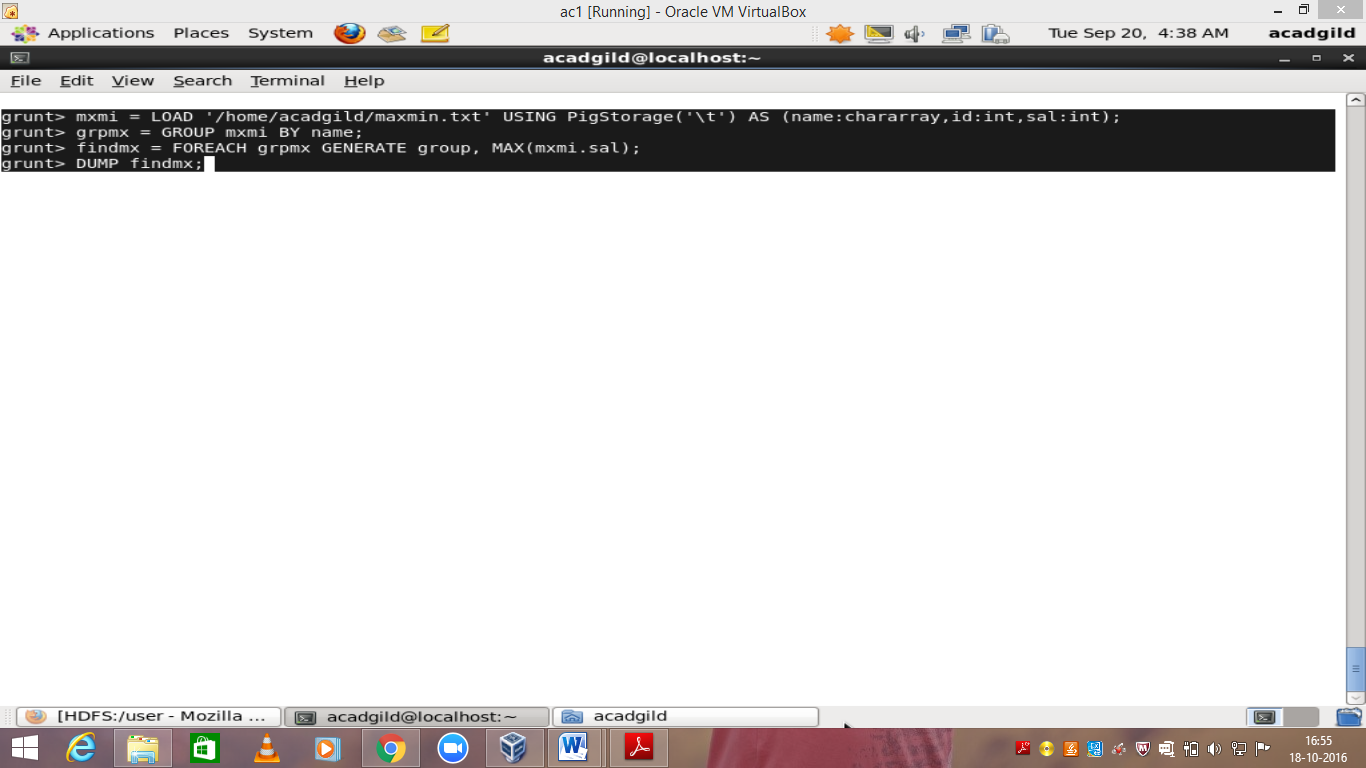 ac1 [Running] - Oracle VM VirtualBox
Applications Places System Tue Sep 20, 4:38 AM acadgild
acadgild@localhost:~
File Edit View Search Terminal Help
grunt> mxmi = LOAD '/home/acadgild/maxmin.txt' USING PigStorage('\t') AS (name:chararray,id:int,sal:int);
grunt> grpmx = GROUP mxmi BY name;
grunt> findmx = FOREACH grpmx GENERATE group, MAX(mxmi.sal);
grunt> DUMP findmx;
[HDFS:/user - Mozilla ... acadgild@localhost:~ acadgild
16:55
18-10-2016